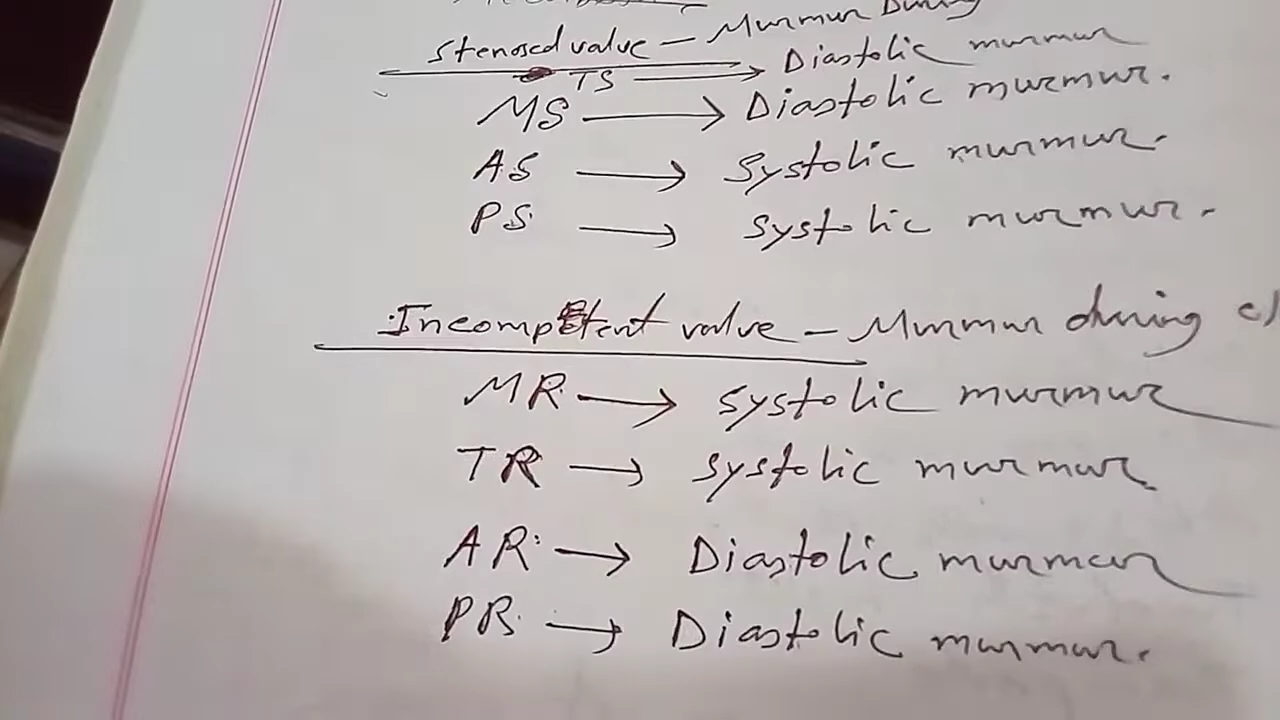 Stenosed valve – Murmur During
TS → Diastolic murmur
MS → Diastolic murmur.
AS → Systolic murmur.
PS → Systolic murmur.
Incompetent valve – Murmur during cl
MR → Systolic murmur
TR → Systolic murmur
AR → Diastolic murmur
PR → Diastolic murmur.